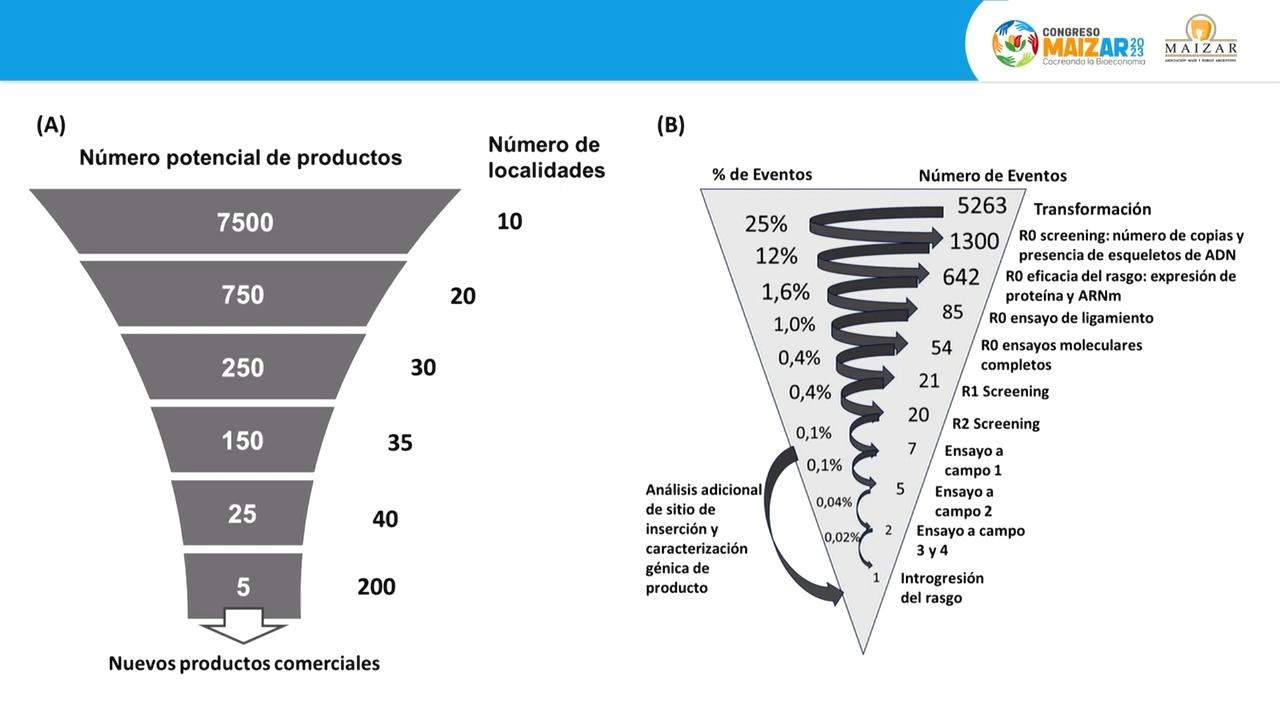 CONGRESO
MAIZAR 2023
Cocreando la Bioeconomía
MAIZAR
ASOCIACIÓN MAÍZ Y SORGO ARGENTINO
(A)
Número potencial de productos
Número de
localidades
7500
10
750
20
250
30
150
35
25
40
5
200
Nuevos productos comerciales
(B)
% de Eventos
Número de Eventos
5263
Transformación
25%
1300
R0 screening: número de copias y
presencia de esqueletos de ADN
12%
642
R0 eficacia del rasgo: expresión de
proteína y ARNm
1,6%
85
R0 ensayo de ligamiento
1,0%
54
R0 ensayos moleculares
completos
0,4%
21
R1 Screening
0,4%
20
R2 Screening
0,1%
7
Ensayo a
campo 1
0,1%
5
Ensayo a
campo 2
0,04%
2
Ensayo a campo
3 y 4
0,02%
1
Introgresión
del rasgo
Análisis adicional
de sitio de
inserción y
caracterización
génica de
producto